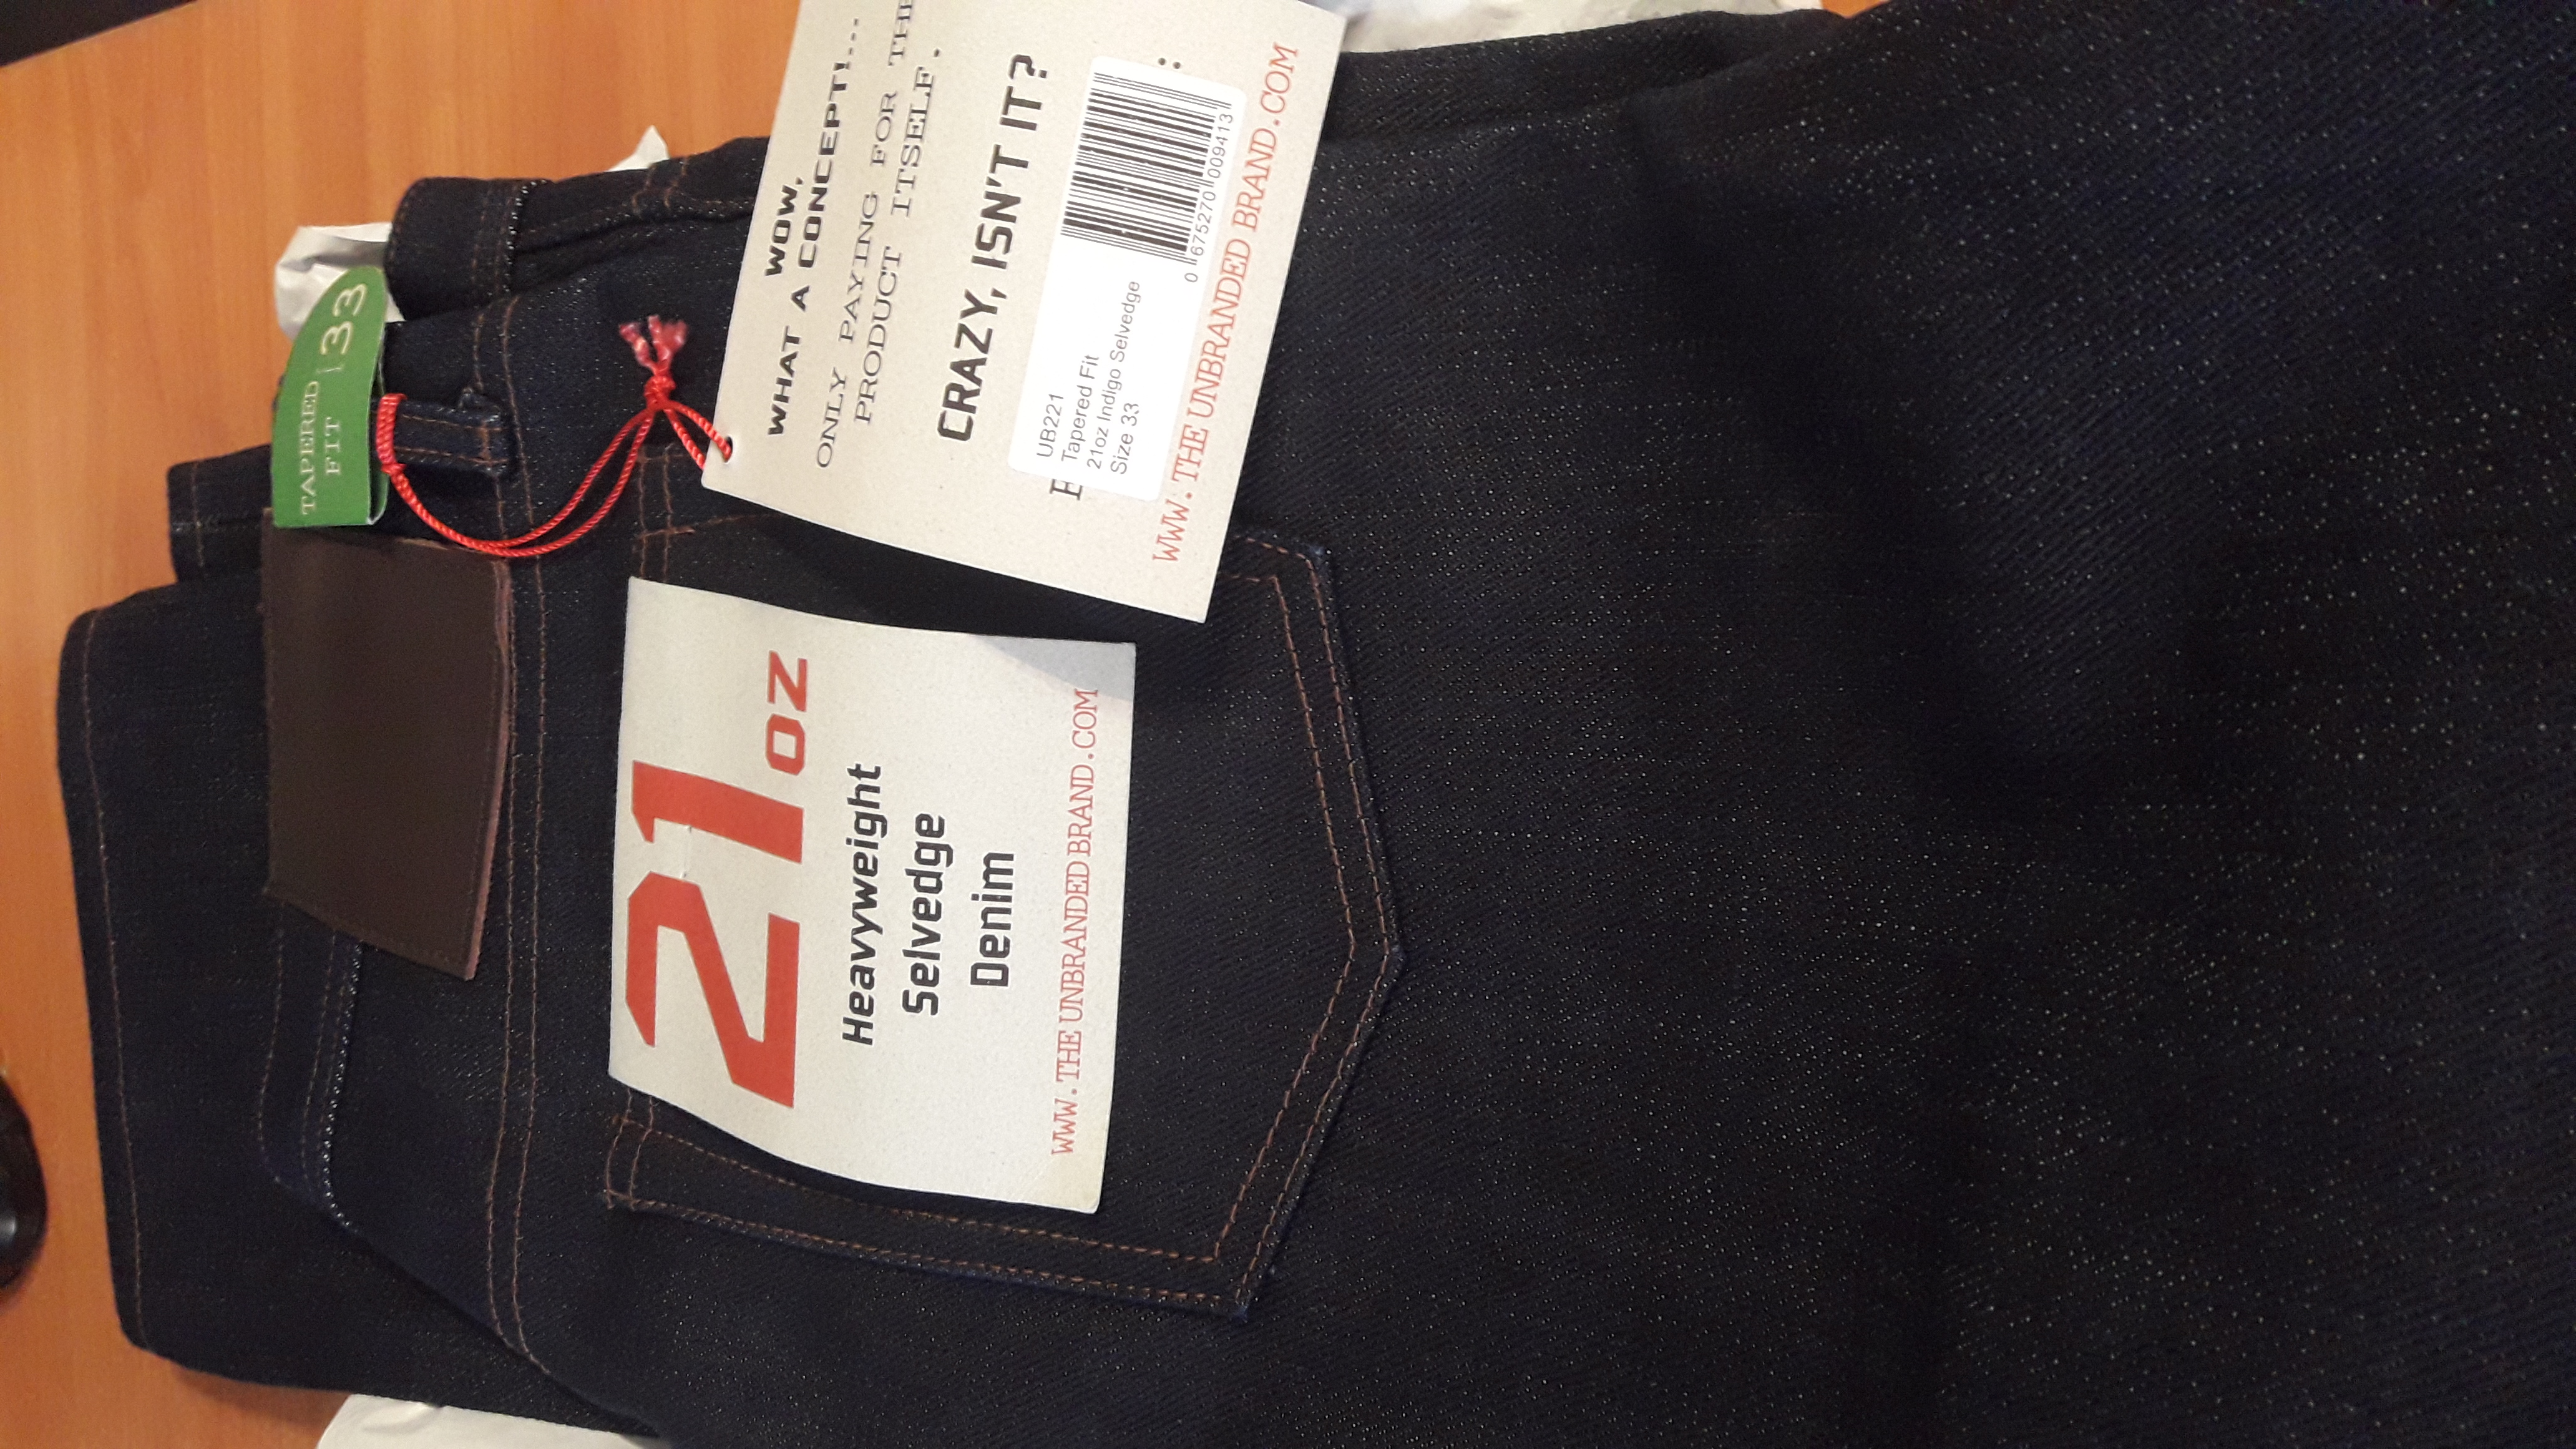 TAPERED
FIT | 33
WOW,
WHAT A CONCEPT!...
ONLY PAYING FOR THE
PRODUCT ITSELF.
CRAZY, ISN'T IT?
UB221
Tapered Fit
21oz Indigo Selvedge
Size 33
0 675270 009413
WWW.THE UNBRANDED BRAND.COM
21oz
Heavyweight
Selvedge
Denim
WWW.THE UNBRANDED BRAND.COM